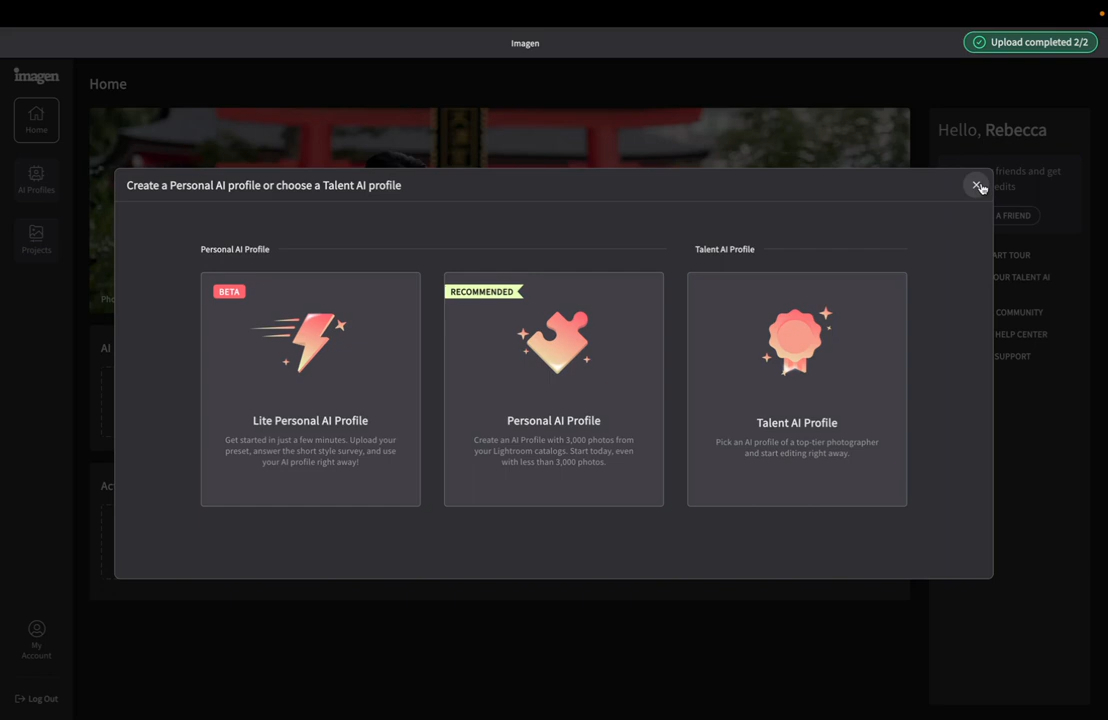 Imagen
Upload completed 2/2
imagen
Home
AI Profiles
Projects
My
Account
Log Out
Home
Hello, Rebecca
friends and get
edits
A FRIEND
ART TOUR
OUR TALENT AI
COMMUNITY
HELP CENTER
SUPPORT
Pho
AI
Ac
Create a Personal AI profile or choose a Talent AI profile
Personal AI Profile
Talent AI Profile
BETA
Lite Personal AI Profile
Get started in just a few minutes. Upload your
preset, answer the short style survey, and use
your AI profile right away!
RECOMMENDED
Personal AI Profile
Create an AI Profile with 3,000 photos from
your Lightroom catalogs. Start today, even
with less than 3,000 photos.
Talent AI Profile
Pick an AI profile of a top-tier photographer
and start editing right away.